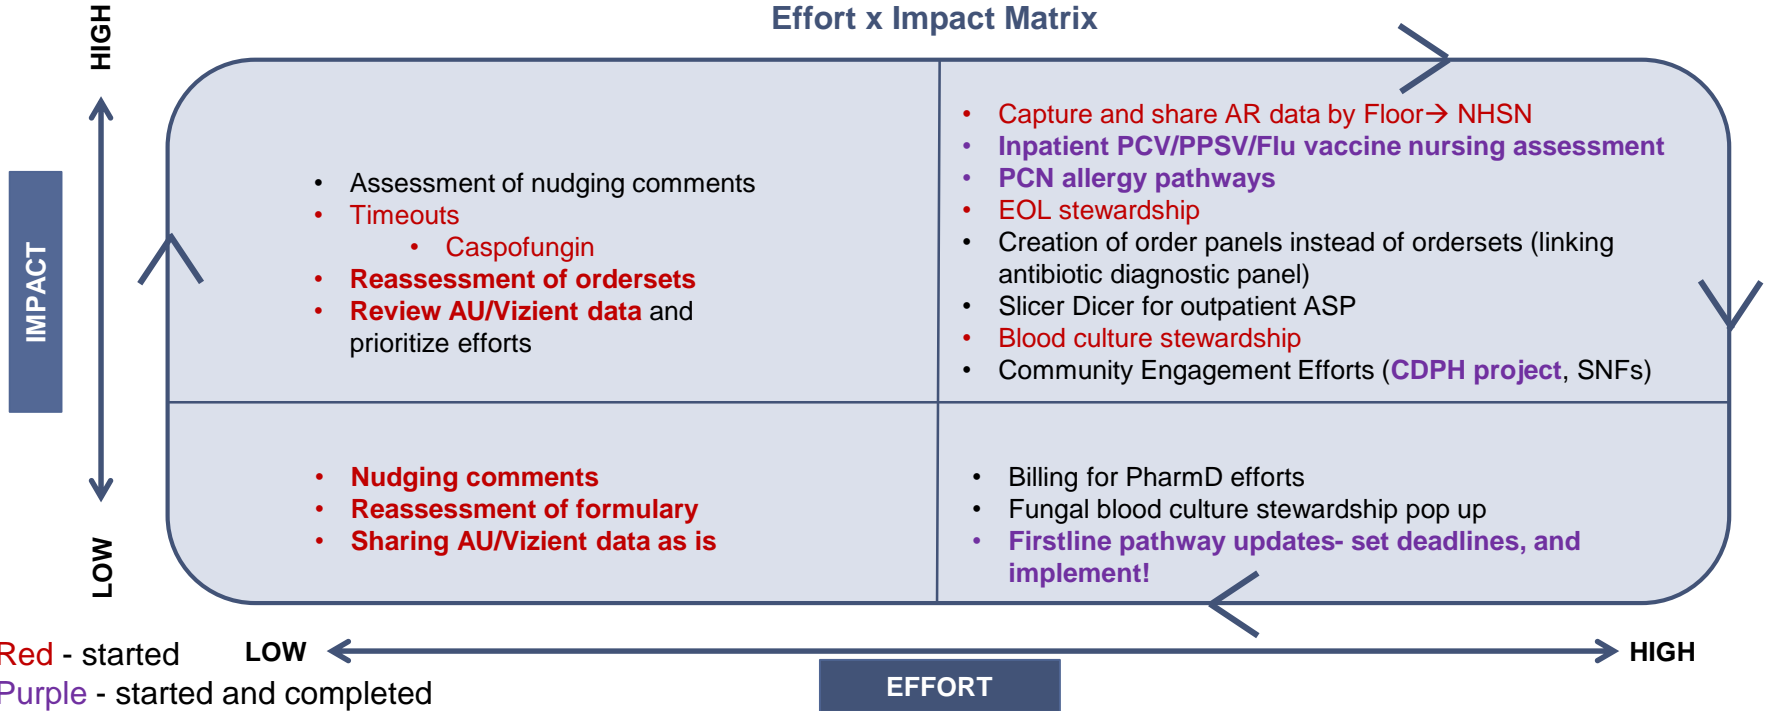 Effort x Impact Matrix
HIGH
IMPACT
LOW
• Assessment of nudging comments
• Timeouts
• Caspofungin
• Reassessment of ordersets
• Review AU/Vizient data and
prioritize efforts
• Capture and share AR data by Floor→ NHSN
• Inpatient PCV/PPSV/Flu vaccine nursing assessment
• PCN allergy pathways
• EOL stewardship
• Creation of order panels instead of ordersets (linking
antibiotic diagnostic panel)
• Slicer Dicer for outpatient ASP
• Blood culture stewardship
• Community Engagement Efforts (CDPH project, SNFs)
• Nudging comments
• Reassessment of formulary
• Sharing AU/Vizient data as is
• Billing for PharmD efforts
• Fungal blood culture stewardship pop up
• Firstline pathway updates- set deadlines, and
implement!
Red - started
Purple - started and completed
LOW
EFFORT
HIGH